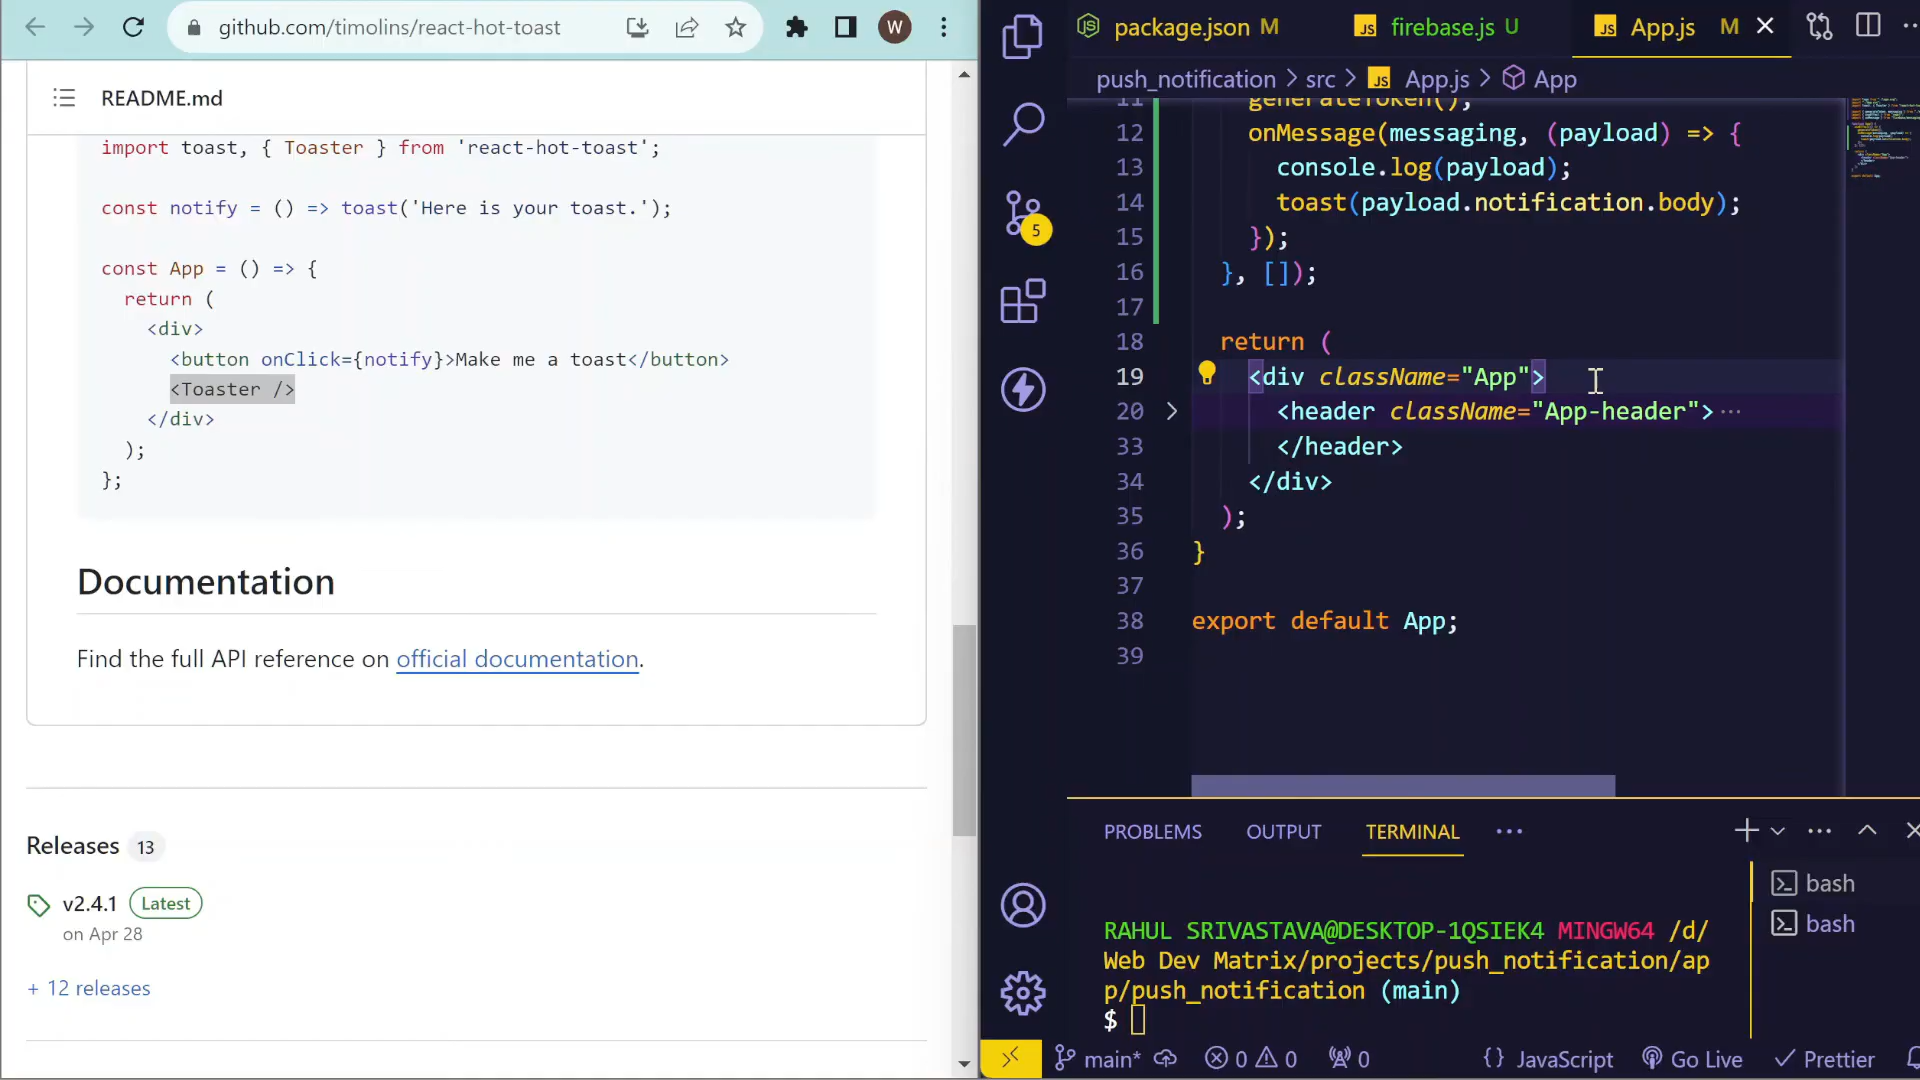 github.com/timolins/react-hot-toast
W
README.md
import toast, { Toaster } from 'react-hot-toast';
const notify = () => toast('Here is your toast.');
const App = () => {
return (
<div>
<button onClick={notify}>Make me a toast</button>
<Toaster />
</div>
);
};
Documentation
Find the full API reference on official documentation.
Releases 13
v2.4.1 Latest
on Apr 28
+ 12 releases
package.json M
JS firebase.js U
JS App.js M
push_notification > src > JS App.js > App
11 generateToken();
12 onMessage(messaging, (payload) => {
13 console.log(payload);
14 toast(payload.notification.body);
15 });
16 }, []);
17
18 return (
19 <div className="App">
20 <header className="App-header"> ...
33 </header>
34 </div>
35 );
36 }
37
38 export default App;
39
5
PROBLEMS OUTPUT TERMINAL ...
RAHUL SRIVASTAVA@DESKTOP-1QSIEK4 MINGW64 /d/
Web Dev Matrix/projects/push_notification/ap
p/push_notification (main)
$
bash
bash
main* 0 0 0 {} JavaScript Go Live Prettier